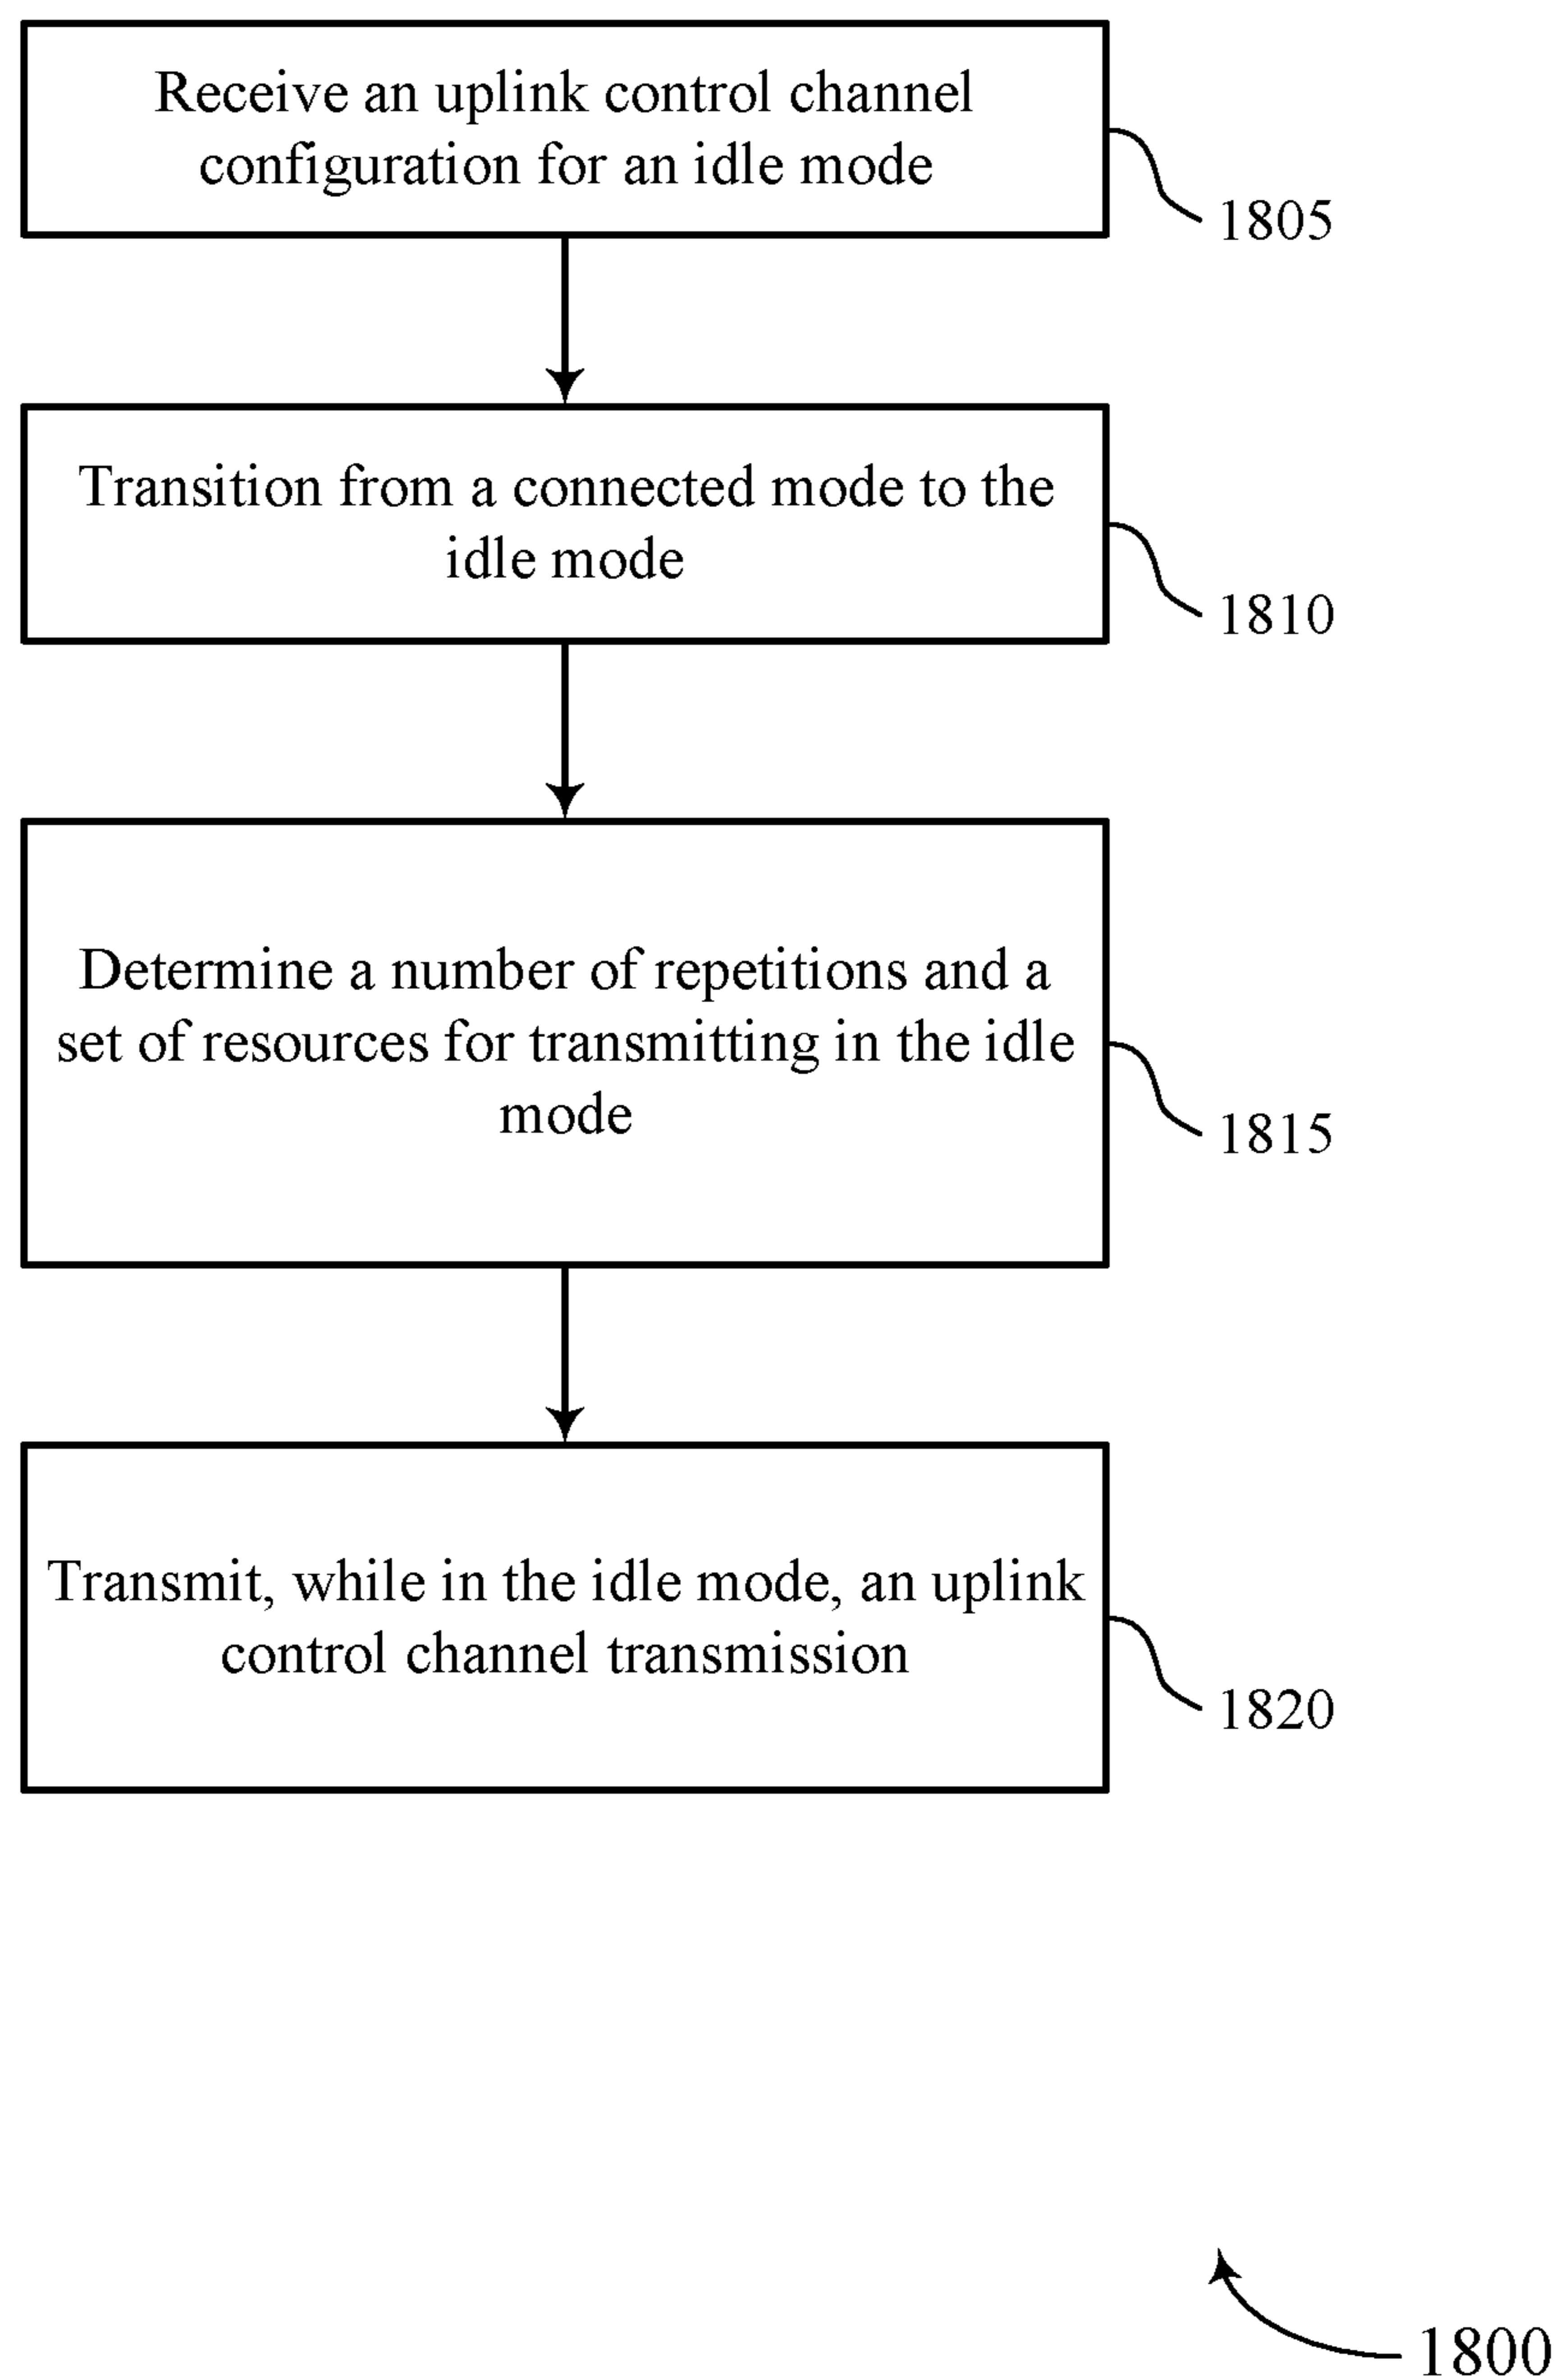 Receive an uplink control channel
configuration for an idle mode
1805
Transition from a connected mode to the
idle mode
1810
Determine a number of repetitions and a
set of resources for transmitting in the idle
mode
1815
Transmit, while in the idle mode, an uplink
control channel transmission
1820
1800